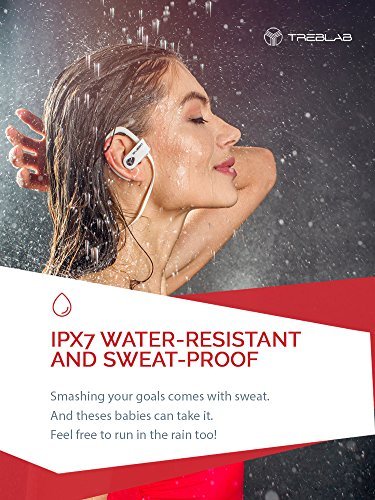 TREBLAB
IPX7 WATER-RESISTANT
AND SWEAT-PROOF
Smashing your goals comes with sweat.
And theses babies can take it.
Feel free to run in the rain too!